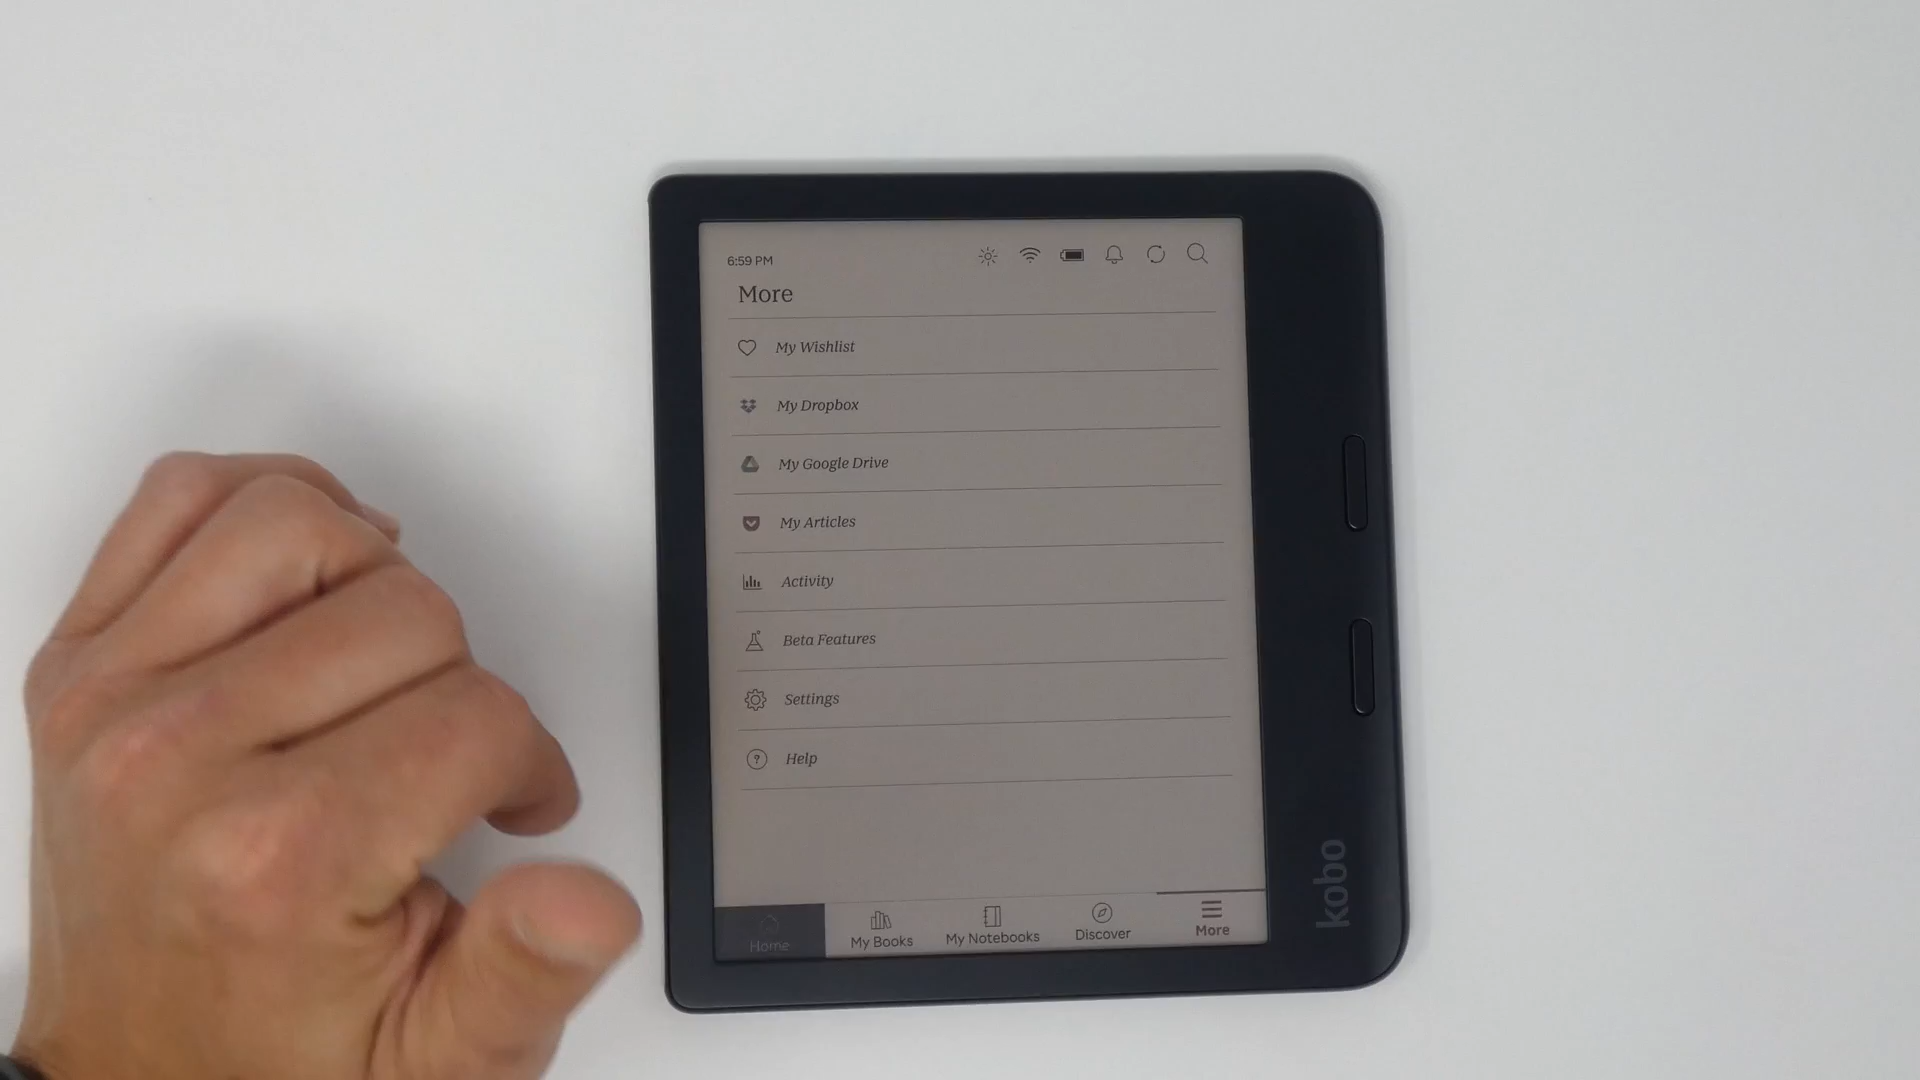 6:59 PM
More
My Wishlist
My Dropbox
My Google Drive
My Articles
Activity
Beta Features
Settings
? Help
Home
My Books
My Notebooks
Discover
More
kobo